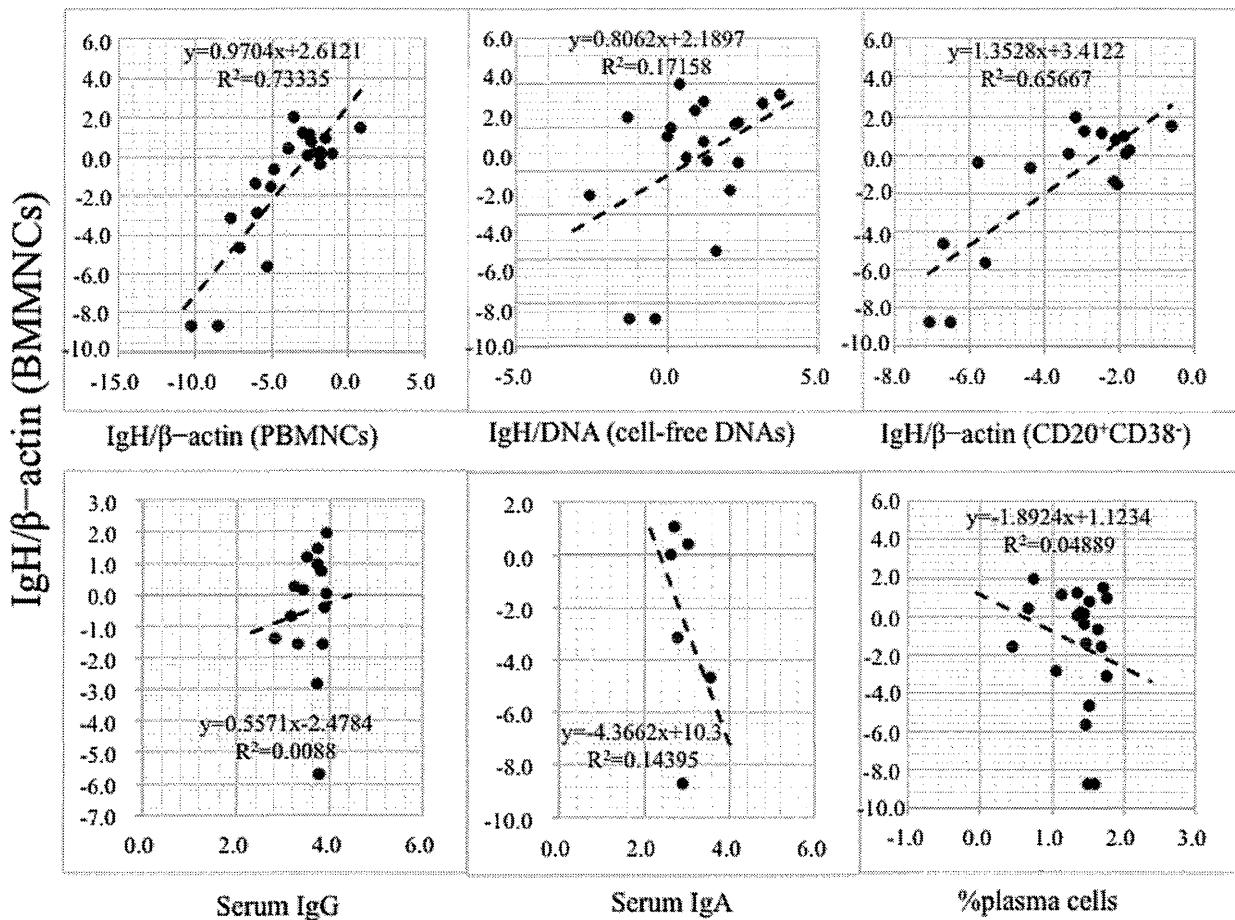 IgH/β−actin (BMMNCs)
y=0.9704x+2.6121
R²=0.73335
6.0
4.0
2.0
0.0
-2.0
-4.0
-6.0
-8.0
-10.0
-15.0 -10.0 -5.0 0.0
IgH/β−actin (PBMNCs)
y=0.8062x+2.1897
R²=0.17158
6.0
4.0
2.0
0.0
-2.0
-4.0
-6.0
-8.0
-10.0
-5.0 0.0 5.0
IgH/DNA (cell-free DNAs)
y=1.3528x+3.4122
R²=0.65667
6.0
4.0
2.0
0.0
-2.0
-4.0
-6.0
-8.0
-10.0
-8.0 -6.0 -4.0 -2.0 0.0
IgH/β−actin (CD20⁺CD38⁻)
3.0
2.0
1.0
0.0
-1.0
-2.0
-3.0
-4.0
-5.0
-6.0
-7.0
y=0.5571x-2.4784
R²=0.0088
0.0 2.0 4.0 6.0
Serum IgG
2.0
0.0
-2.0
-4.0
-6.0
-8.0
-10.0
y=-4.3662x+10.3
R²=0.14395
0.0 2.0 4.0 6.0
Serum IgA
y=-1.8924x+1.1234
R²=0.04889
6.0
4.0
2.0
0.0
-2.0
-4.0
-6.0
-8.0
-10.0
-1.0 0.0 1.0 2.0 3.0
%plasma cells